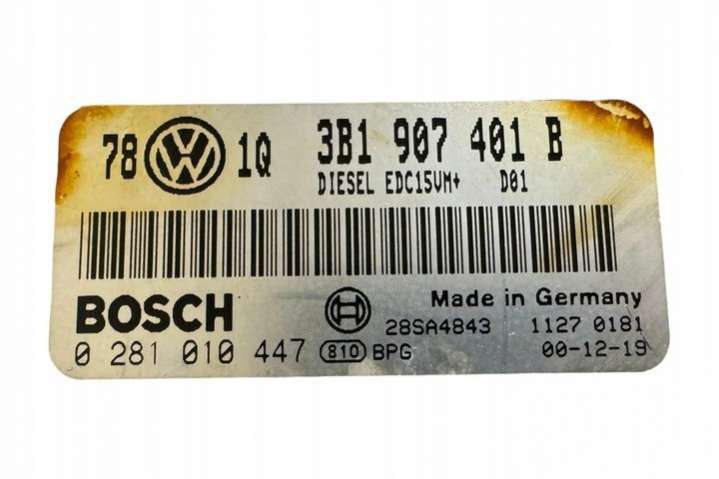 78 VW 1Q 3B1 907 401 B
DIESEL EDC15VM+ D01
BOSCH Made in Germany
28SA4843 1127 0181
0 281 010 447 810 BPG 00-12-19